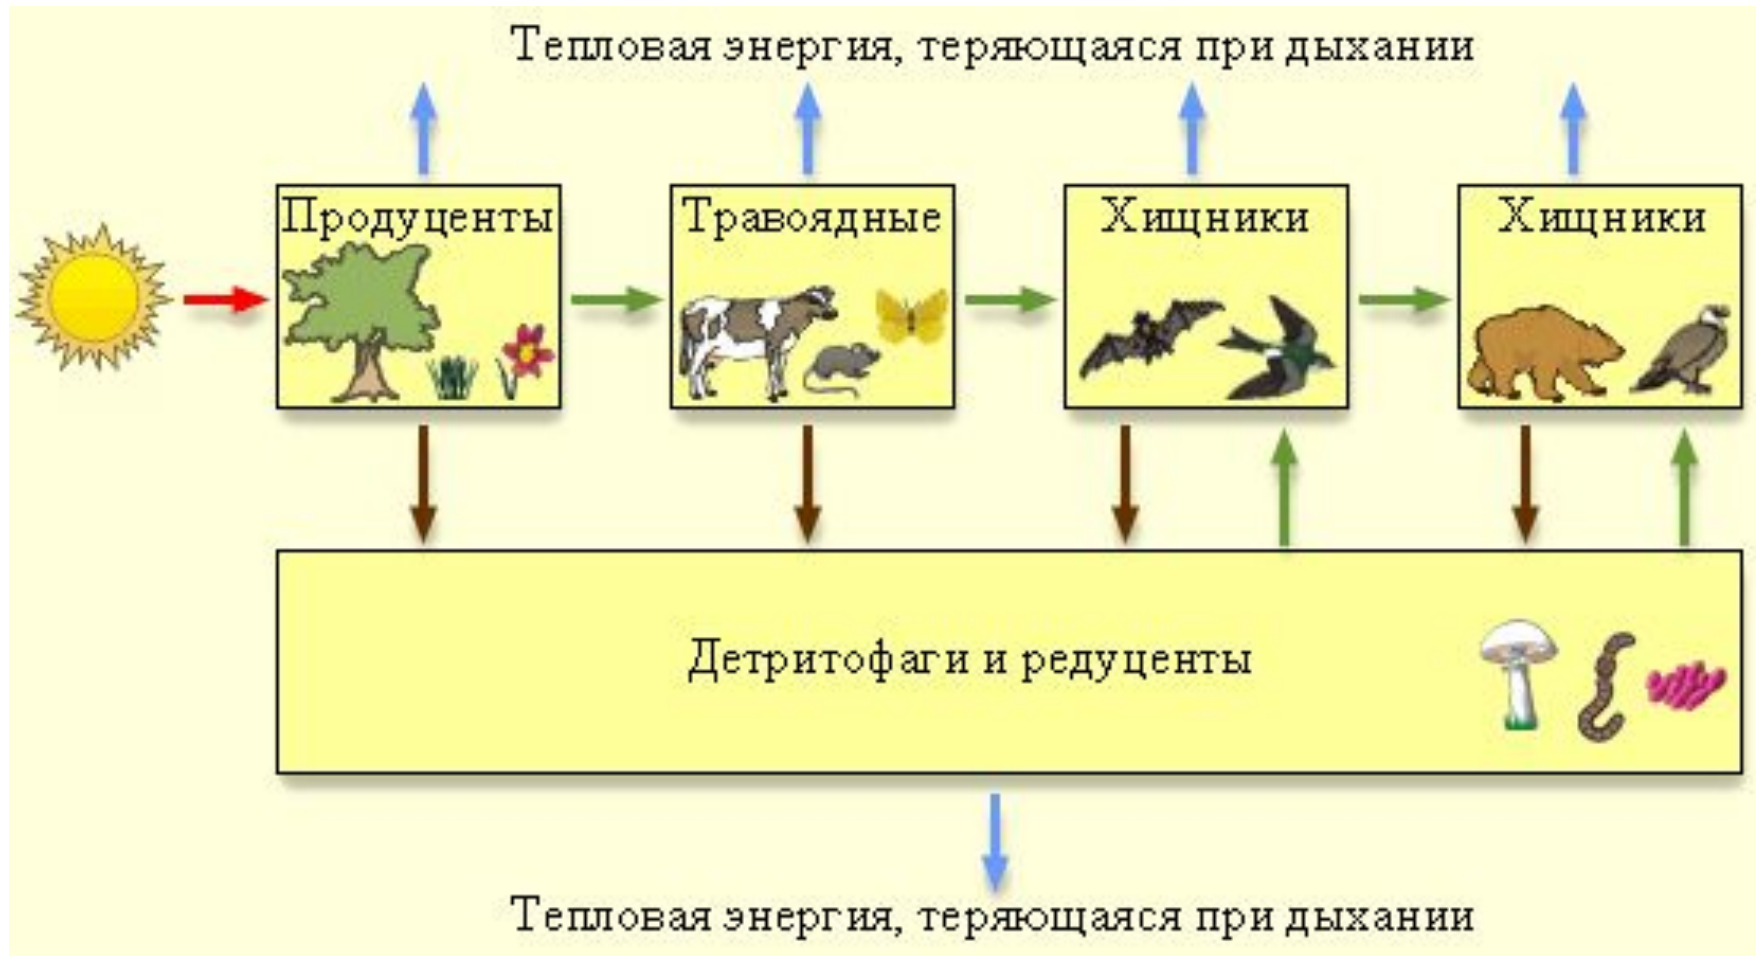 Тепловая энергия, теряющаяся при дыхании
Продуценты
Травоядные
Хищники
Хищники
Детритофаги и редуценты
Тепловая энергия, теряющаяся при дыхании